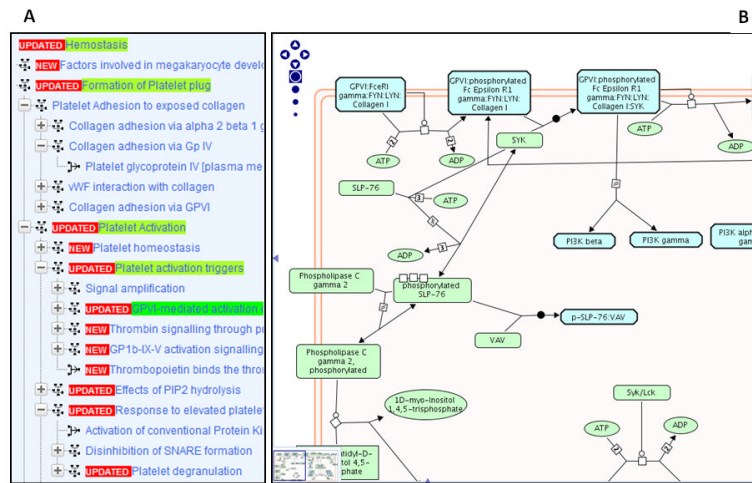 A
B
UPDATED Hemostasis
NEW Factors involved in megakaryocyte develo
UPDATED Formation of Platelet plug
Platelet Adhesion to exposed collagen
Collagen adhesion via alpha 2 beta 1 g
Collagen adhesion via Gp IV
Platelet glycoprotein IV [plasma me
vWF interaction with collagen
Collagen adhesion via GPVI
UPDATED Platelet Activation
NEW Platelet homeostasis
UPDATED Platelet activation triggers
Signal amplification
UPDATED GPVI-mediated activation
NEW Thrombin signalling through p
NEW GP1b-IX-V activation signalling
Thrombopoietin binds the thro
UPDATED Effects of PIP2 hydrolysis
UPDATED Response to elevated platele
Activation of conventional Protein Ki
Disinhibition of SNARE formation
UPDATED Platelet degranulation
GPVI:FceRI
gamma:FYN:LYN:
Collagen I
GPVI:phosphorylated
Fc Epsilon R1
gamma:FYN:LYN:
Collagen I
GPVI:phosphorylated
Fc Epsilon R1
gamma:FYN:LYN:
Collagen I:SYK
ATP
ADP
SYK
ATP
ADP
SLP-76
ATP
ADP
PI3K beta
PI3K gamma
PI3K alph
gam
Phospholipase C
gamma 2
phosphorylated
SLP-76
p-SLP-76:VAV
VAV
Phospholipase C
gamma 2,
phosphorylated
1D-myo-Inositol
1,4,5-trisphosphate
Syk/Lck
ATP
ADP
atidyl-D-
itol 4,5-
phate